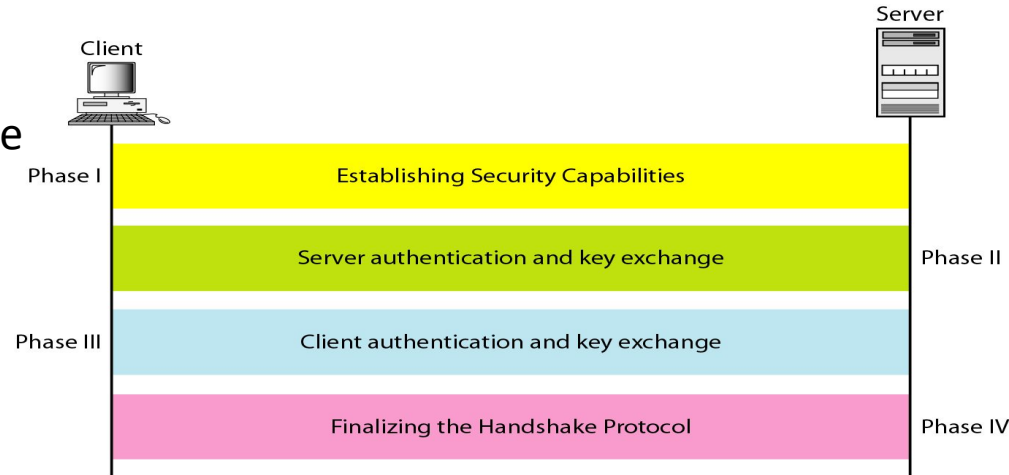 Server
Client
e
Phase I
Establishing Security Capabilities
Server authentication and key exchange
Phase II
Phase III
Client authentication and key exchange
Finalizing the Handshake Protocol
Phase IV